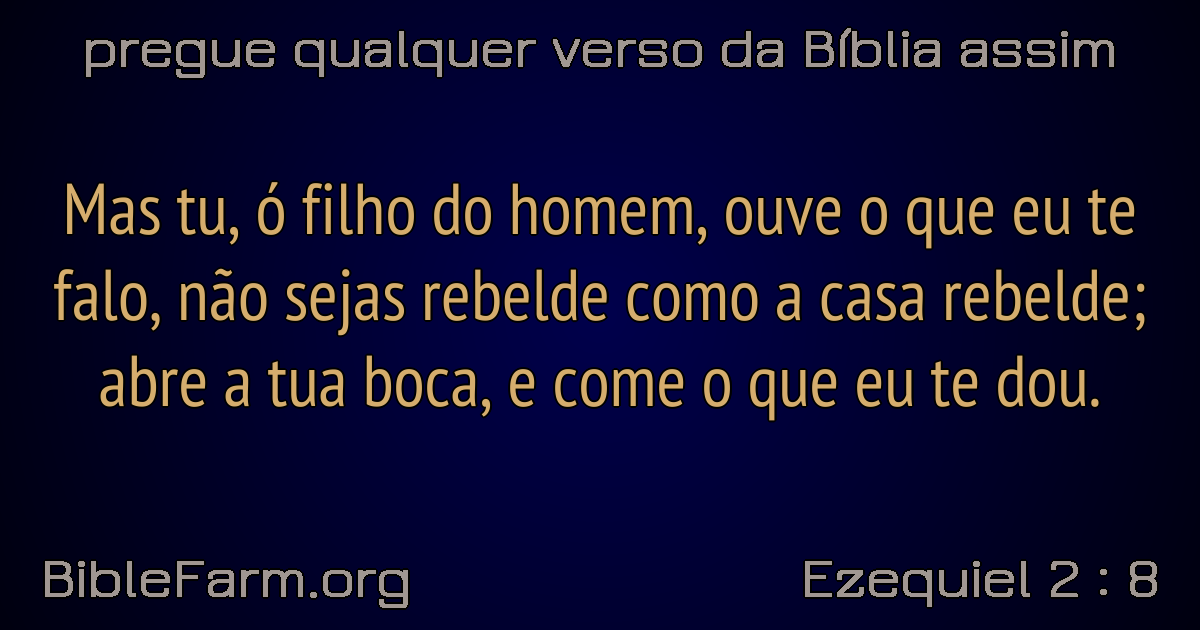 pregue qualquer verso da Bíblia assim
Mas tu, ó filho do homem, ouve o que eu te
falo, não sejas rebelde como a casa rebelde;
abre a tua boca, e come o que eu te dou.
BibleFarm.org
Ezequiel 2 : 8